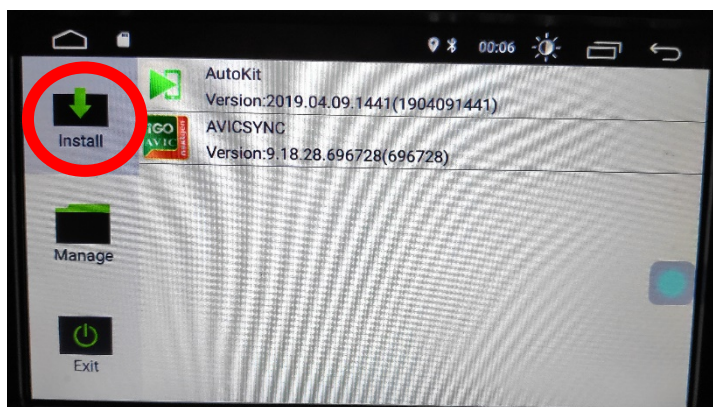 00:06
AutoKit
Version:2019.04.09.1441(1904091441)
iGO
AVIC
AVICSYNC
Version:9.18.28.696728(696728)
Install
Manage
Exit